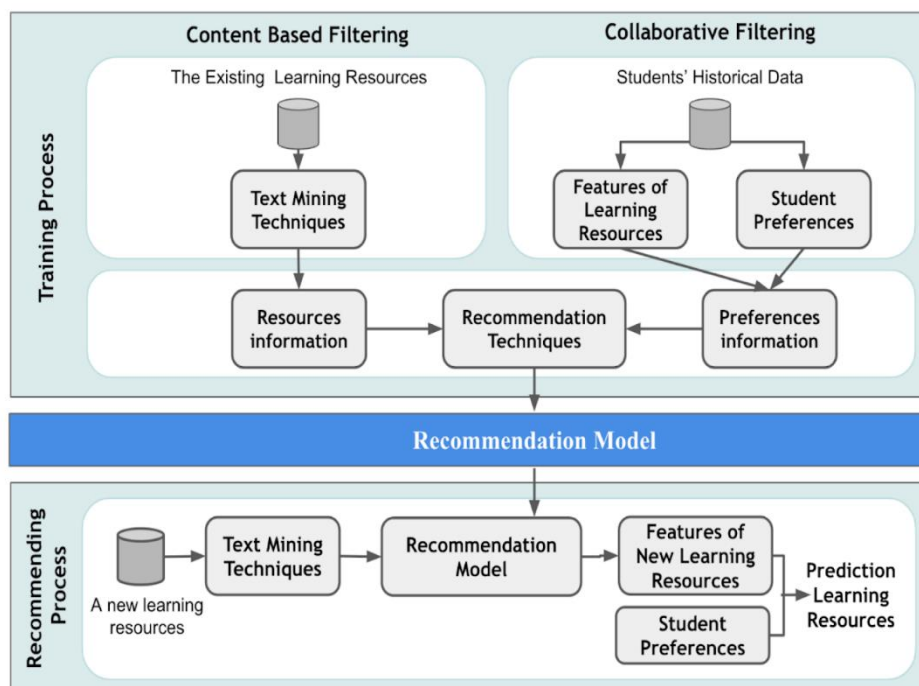 Content Based Filtering
Collaborative Filtering
The Existing Learning Resources
Students' Historical Data
Training Process
Text Mining
Techniques
Features of
Learning
Resources
Student
Preferences
Resources
information
Recommendation
Techniques
Preferences
information
Recommendation Model
Recommending
Process
A new learning
resources
Text Mining
Techniques
Recommendation
Model
Features of
New Learning
Resources
Student
Preferences
Prediction
Learning
Resources